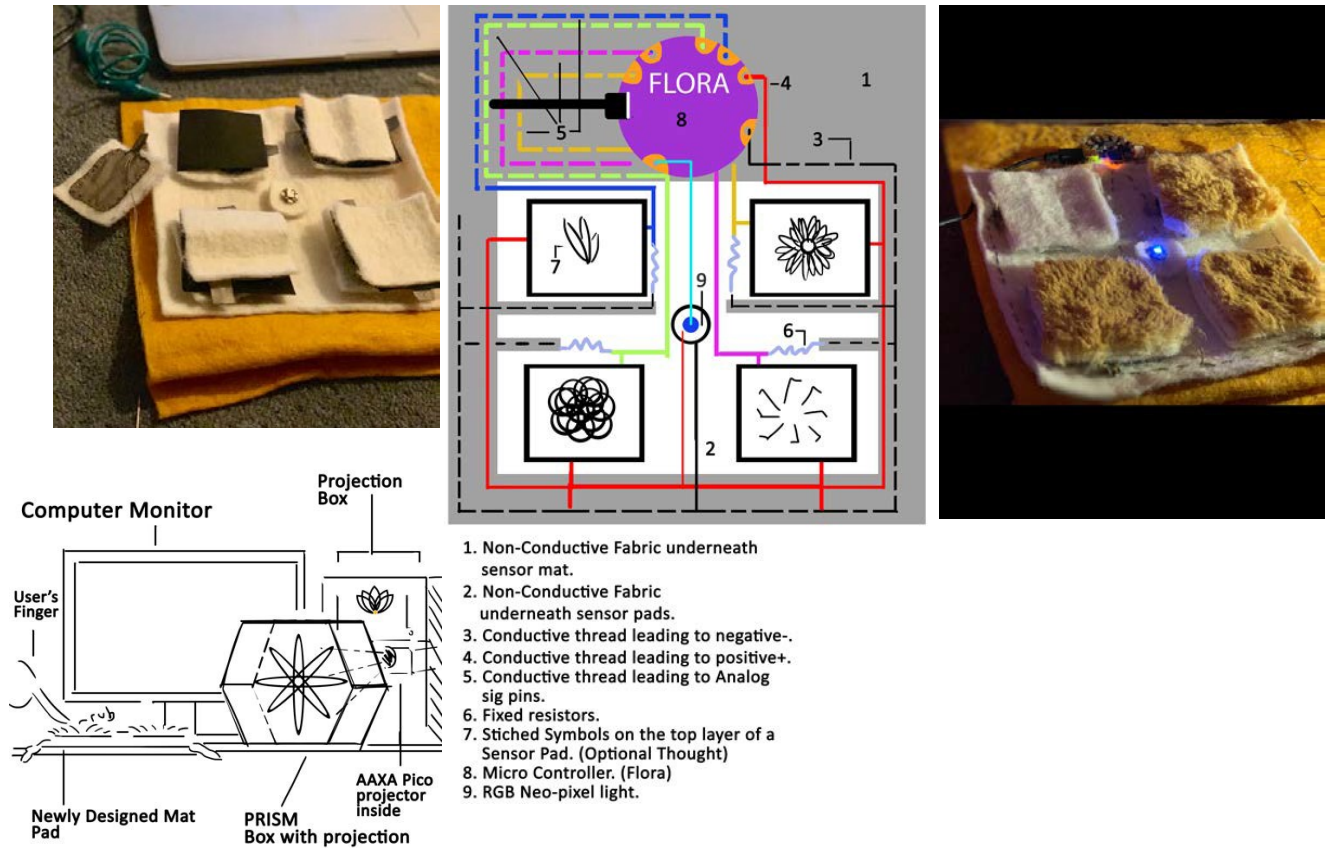 FLORA
8
1
4
5
3
7
9
6
2
Projection
Box
Computer Monitor
User's
Finger
Newly Designed Mat
Pad
PRISM
Box with projection
AAXA Pico
projector
inside
1. Non-Conductive Fabric underneath
sensor mat.
2. Non-Conductive Fabric
underneath sensor pads.
3. Conductive thread leading to negative-.
4. Conductive thread leading to positive+.
5. Conductive thread leading to Analog
sig pins.
6. Fixed resistors.
7. Stiched Symbols on the top layer of a
Sensor Pad. (Optional Thought)
8. Micro Controller. (Flora)
9. RGB Neo-pixel light.